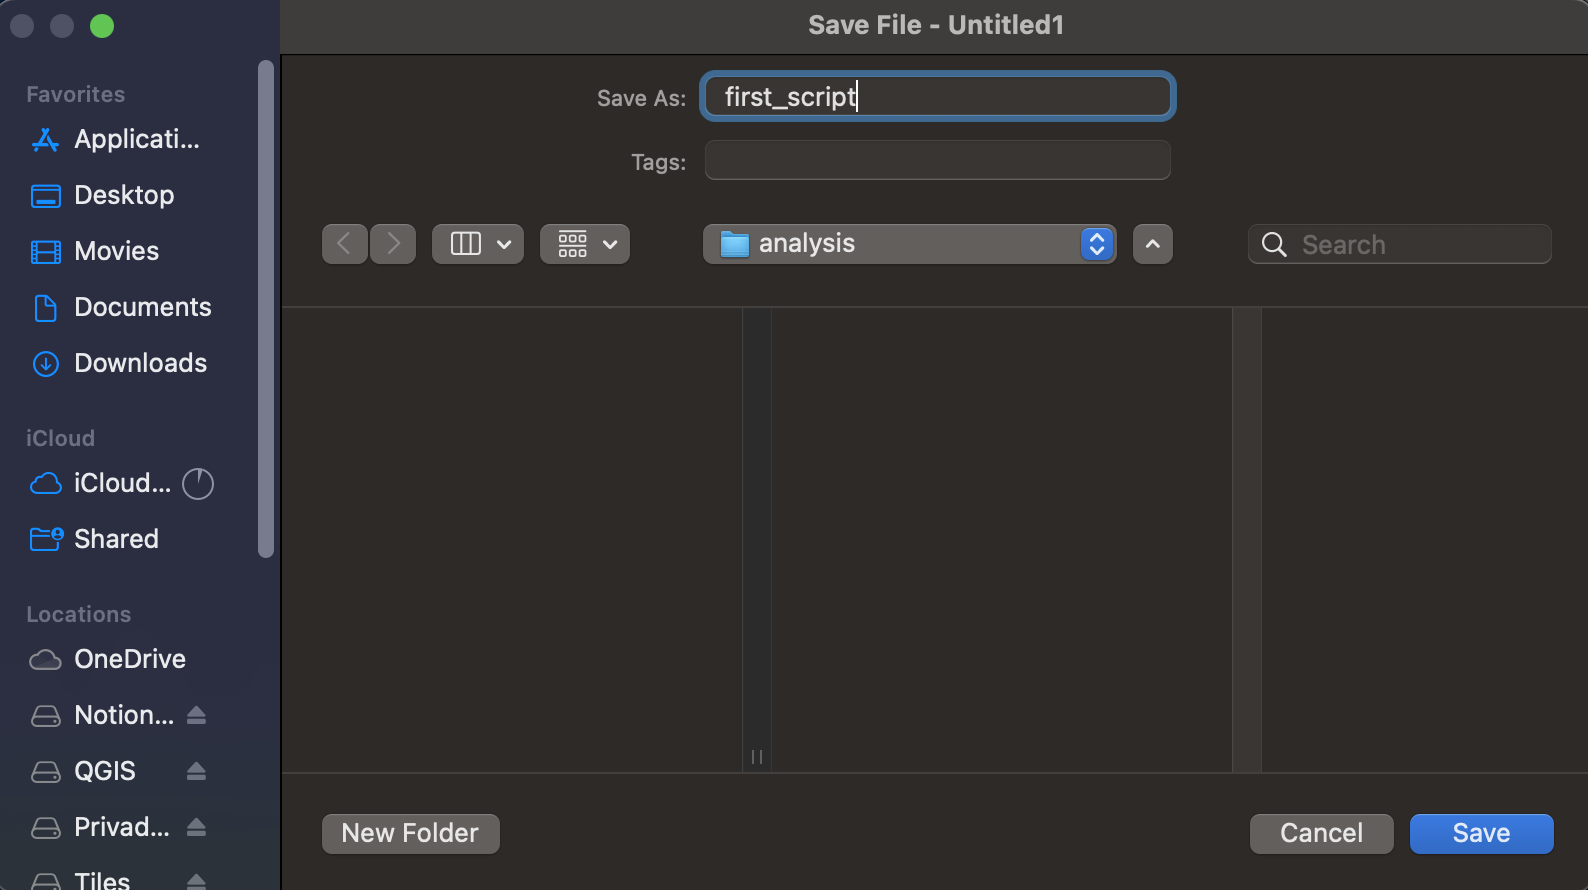 Save File - Untitled1
Favorites
Applicati...
Desktop
Movies
Documents
Downloads
iCloud
iCloud...
Shared
Locations
OneDrive
Notion...
QGIS
Privad...
Tiles
Save As: first_script
Tags:
analysis
Search
New Folder
Cancel
Save